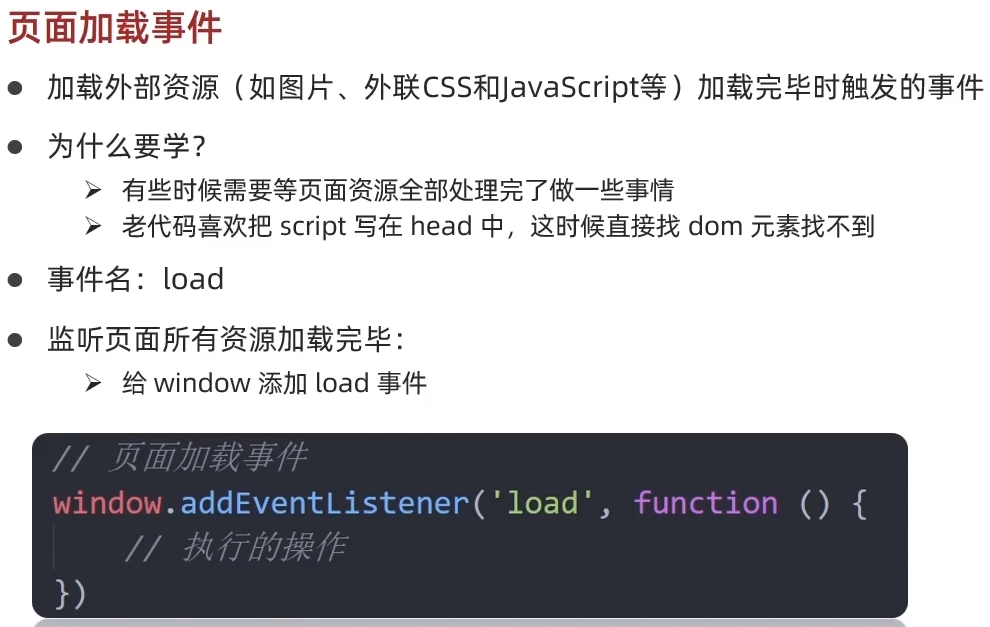 页面加载事件
● 加载外部资源（如图片、外联CSS和JavaScript等）加载完毕时触发的事件
● 为什么要学？
➢ 有些时候需要等页面资源全部处理完了做一些事情
➢ 老代码喜欢把 script 写在 head 中，这时候直接找 dom 元素找不到
● 事件名：load
● 监听页面所有资源加载完毕：
➢ 给 window 添加 load 事件
// 页面加载事件
window.addEventListener('load', function () {
// 执行的操作
})